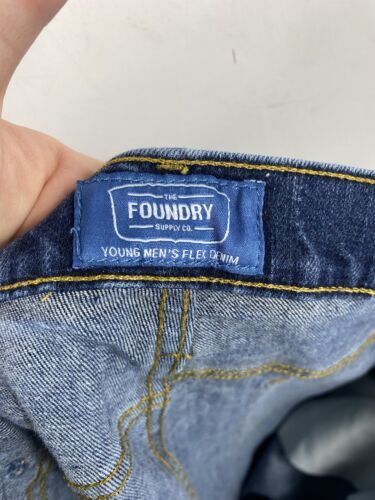 THE
FOUNDRY
SUPPLY CO.
YOUNG MEN'S FLEX DENIM